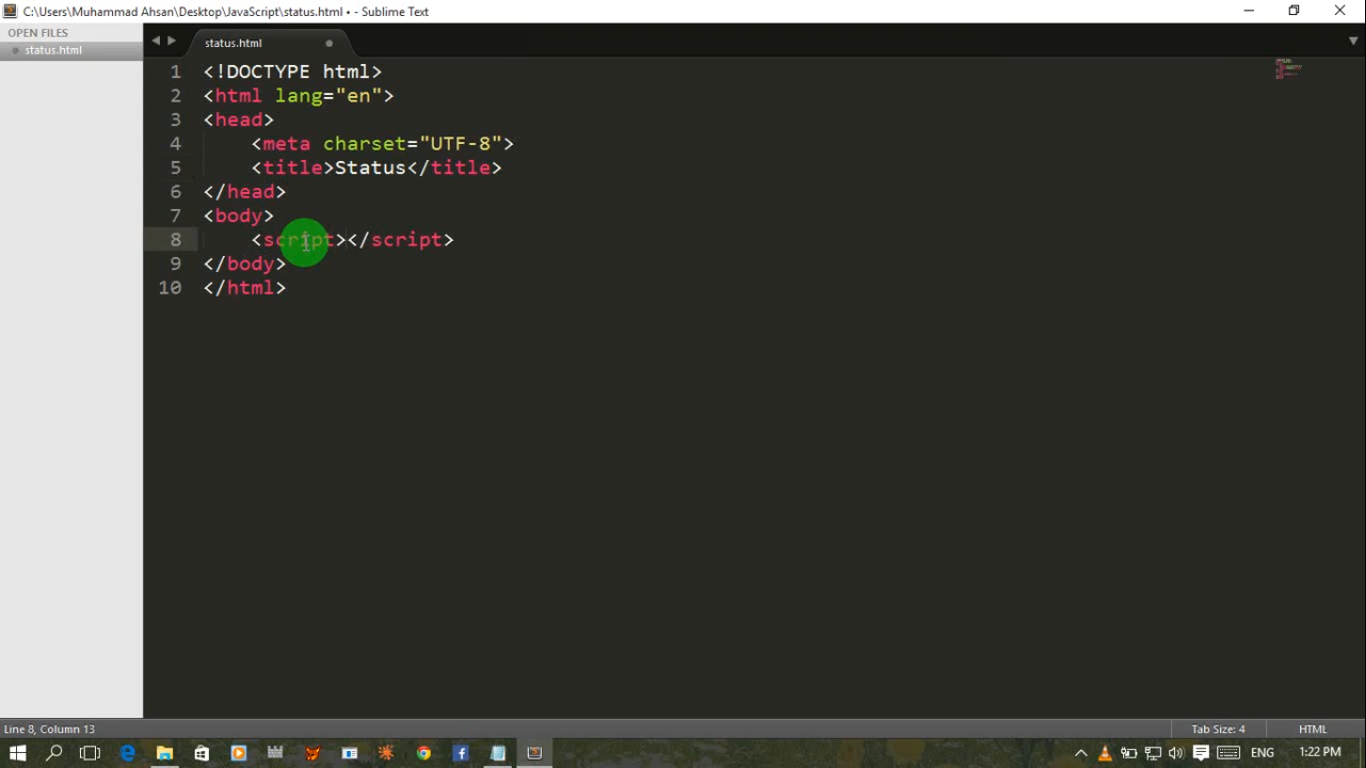 C:\Users\Muhammad Ahsan\Desktop\JavaScript\status.html • - Sublime Text
OPEN FILES
status.html
status.html
1 <!DOCTYPE html>
2 <html lang="en">
3 <head>
4 <meta charset="UTF-8">
5 <title>Status</title>
6 </head>
7 <body>
8 <script></script>
9 </body>
10 </html>
Line 8, Column 13
Tab Size: 4
HTML
ENG
1:22 PM